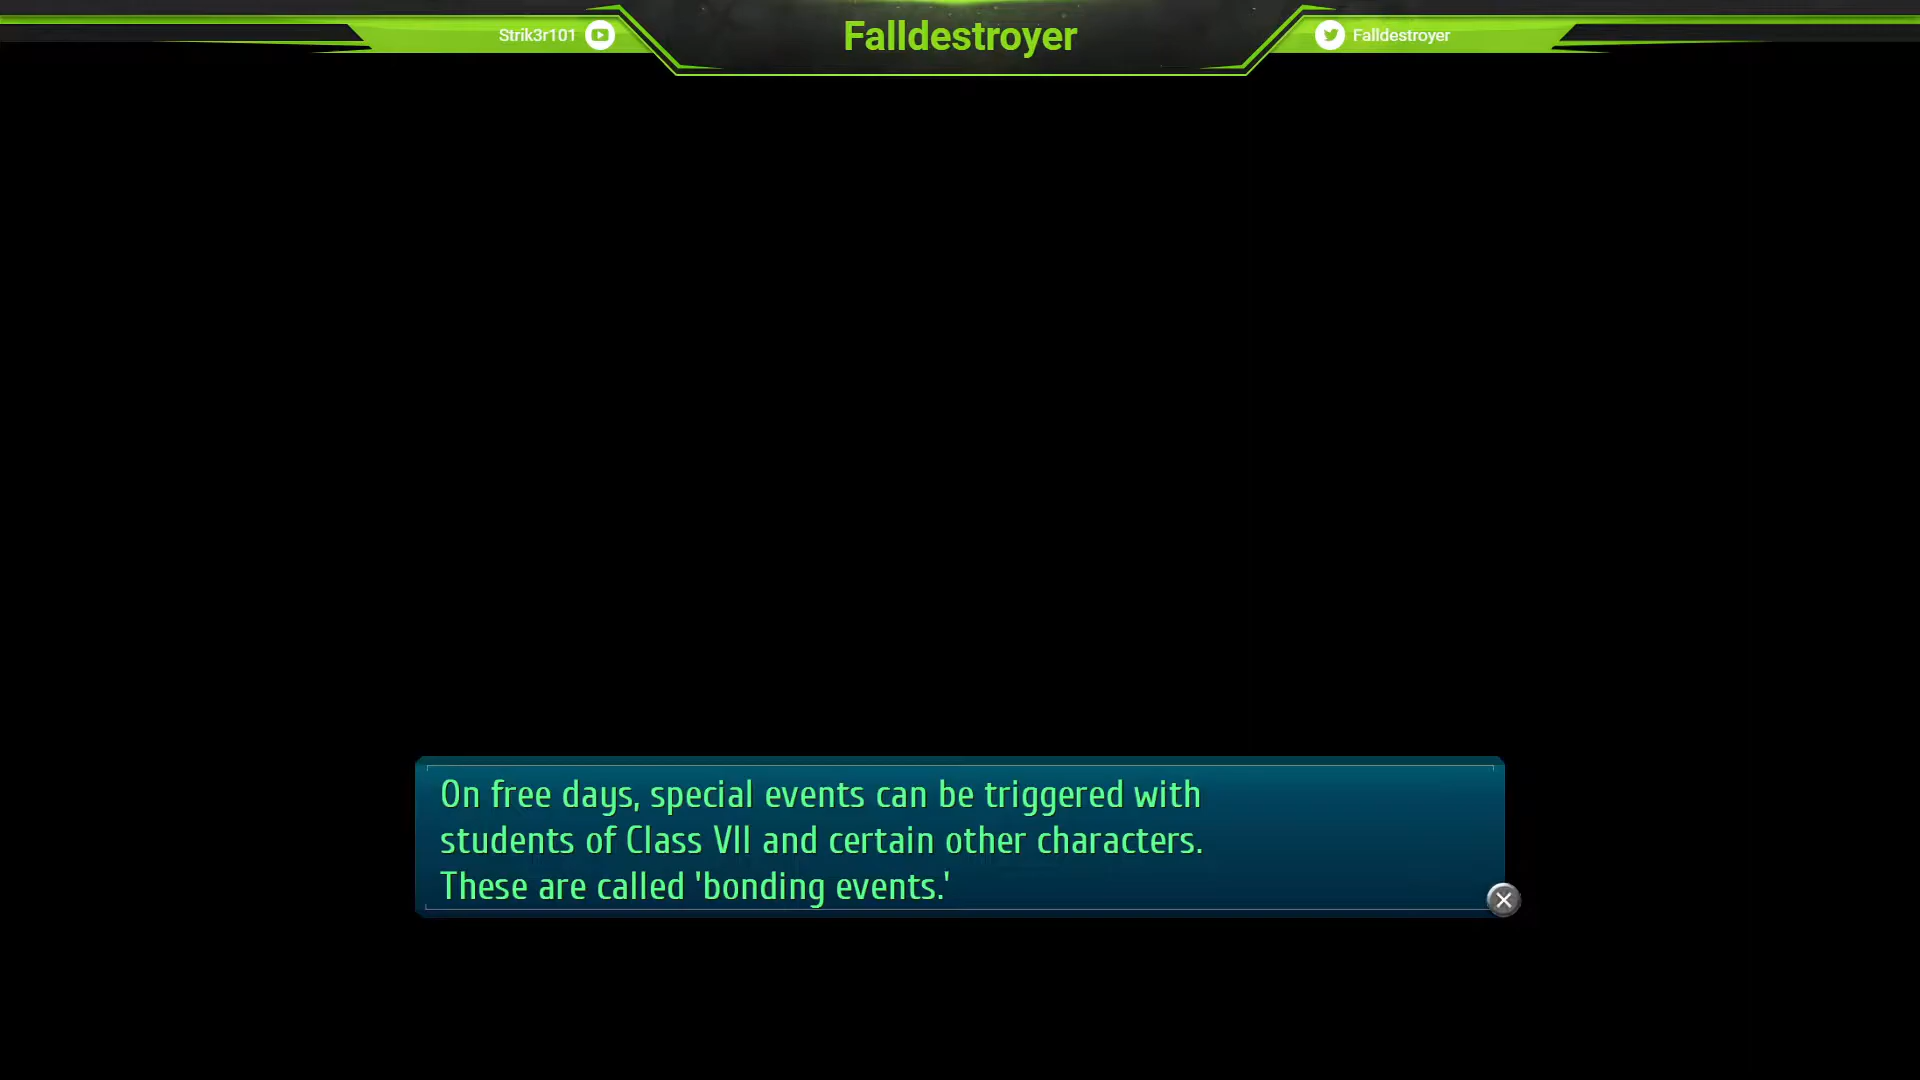 Strik3r101
Falldestroyer
Falldestroyer
On free days, special events can be triggered with
students of Class VII and certain other characters.
These are called 'bonding events.'